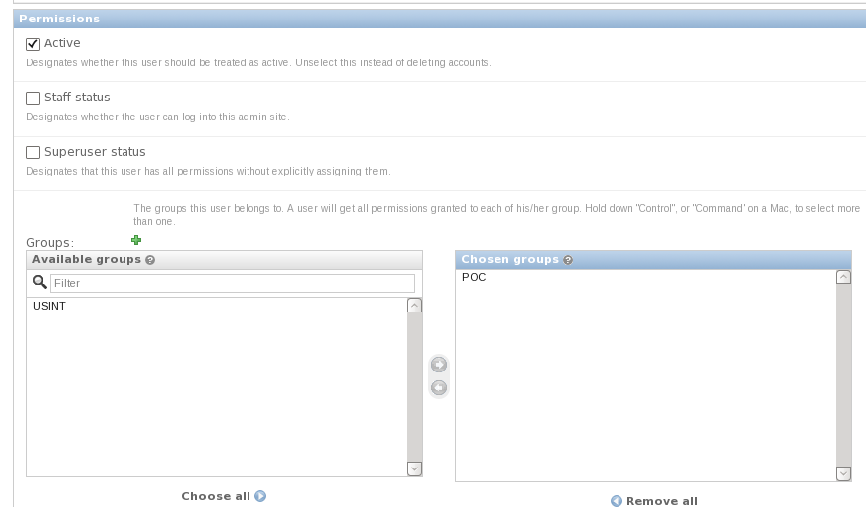 Permissions
Active
Designates whether this user should be treated as active. Unselect this instead of deleting accounts.
Staff status
Designates whether the user can log into this admin site.
Superuser status
Designates that this user has all permissions without explicitly assigning them.
The groups this user belongs to. A user will get all permissions granted to each of his/her group. Hold down "Control", or "Command" on a Mac, to select more
than one.
Groups:
Available groups ?
Chosen groups ?
Filter
POC
USINT
Choose all
Remove all